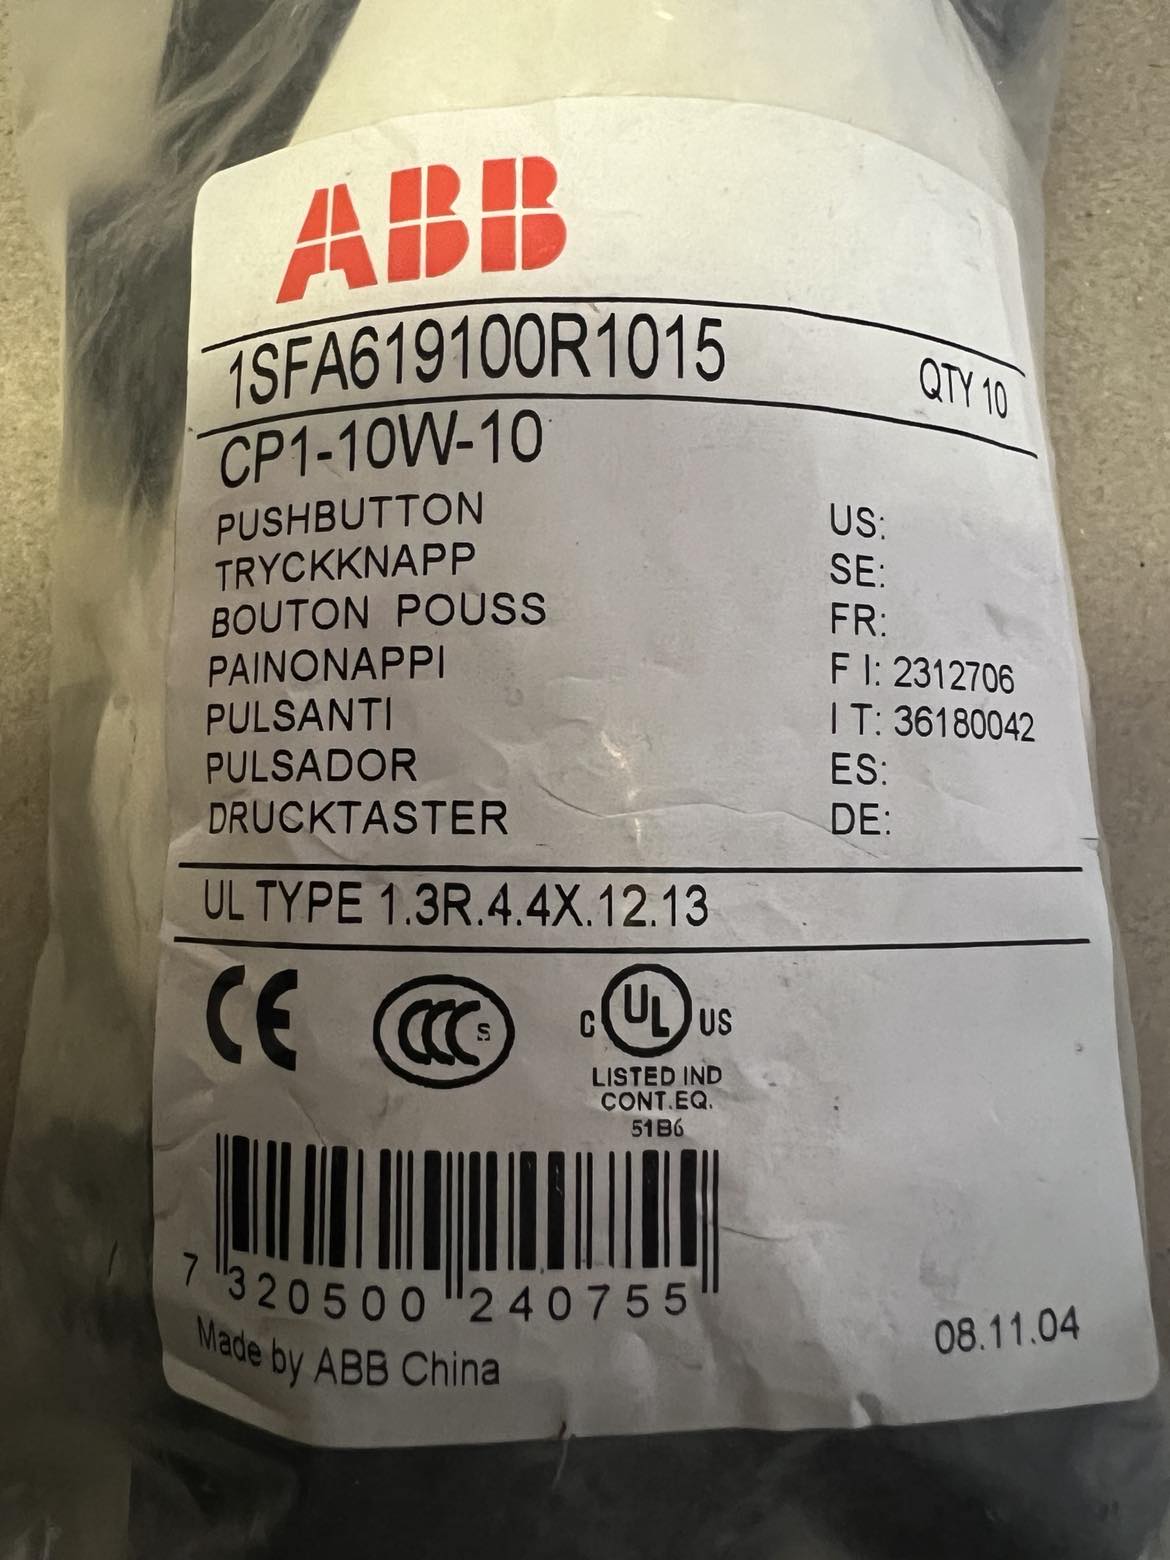 ABB
1SFA619100R1015 QTY 10
CP1-10W-10
PUSHBUTTON US:
TRYCKKNAPP SE:
BOUTON POUSS FR:
PAINONAPPI F I: 2312706
PULSANTI I T: 36180042
PULSADOR ES:
DRUCKTASTER DE:
UL TYPE 1.3R.4.4X.12.13
CE CCC S C UL US
LISTED IND
CONT.EQ.
51B6
7 320500 240755
Made by ABB China 08.11.04